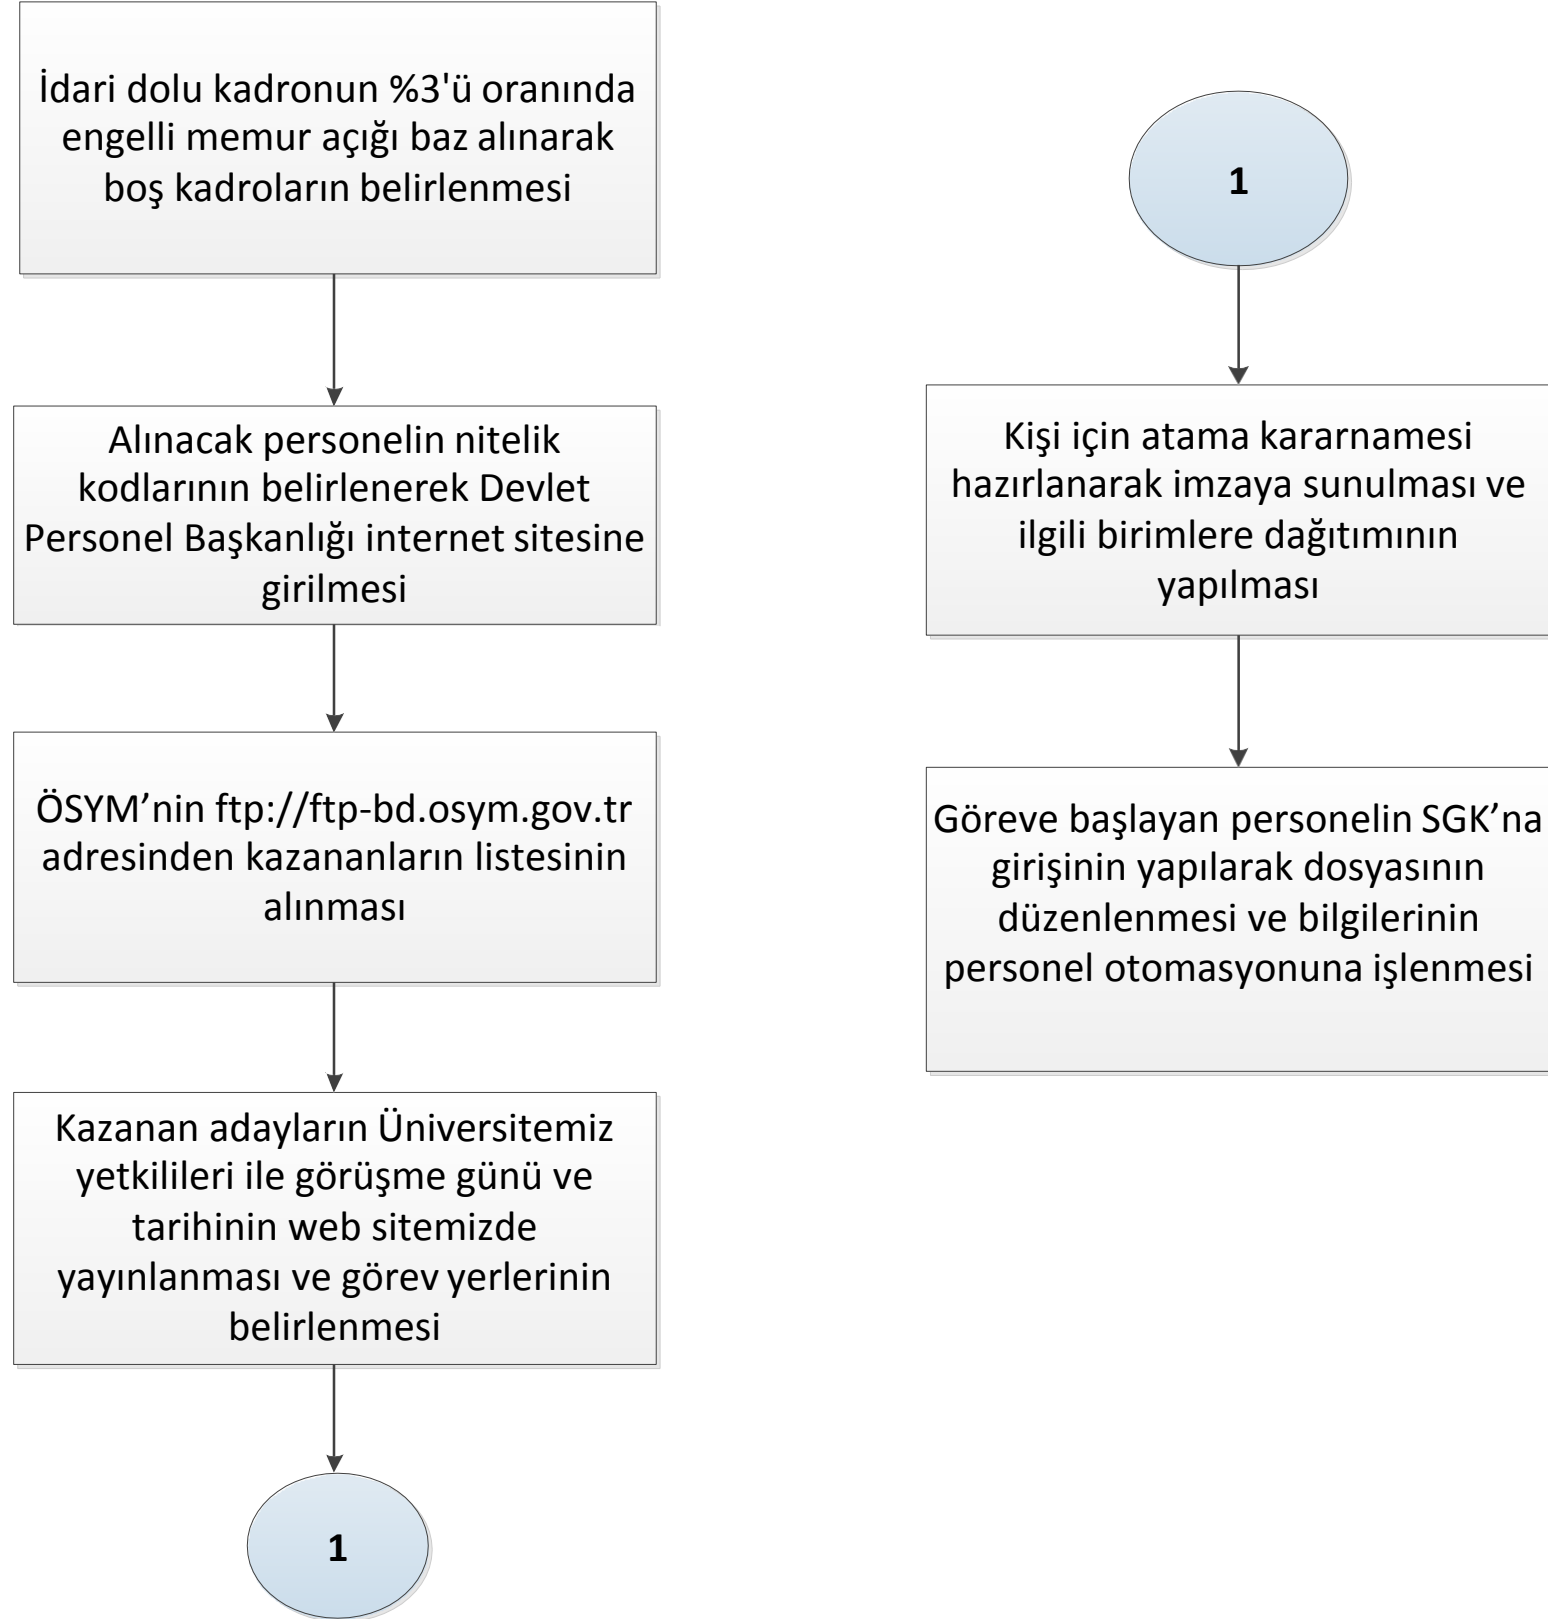 İdari dolu kadronun %3'ü oranında
engelli memur açığı baz alınarak
boş kadroların belirlenmesi
Alınacak personelin nitelik
kodlarının belirlenerek Devlet
Personel Başkanlığı internet sitesine
girilmesi
ÖSYM’nin ftp://ftp-bd.osym.gov.tr
adresinden kazananların listesinin
alınması
Kazanan adayların Üniversitemiz
yetkilileri ile görüşme günü ve
tarihinin web sitemizde
yayınlanması ve görev yerlerinin
belirlenmesi
1
1
Kişi için atama kararnamesi
hazırlanarak imzaya sunulması ve
ilgili birimlere dağıtımının
yapılması
Göreve başlayan personelin SGK’na
girişinin yapılarak dosyasının
düzenlenmesi ve bilgilerinin
personel otomasyonuna işlenmesi